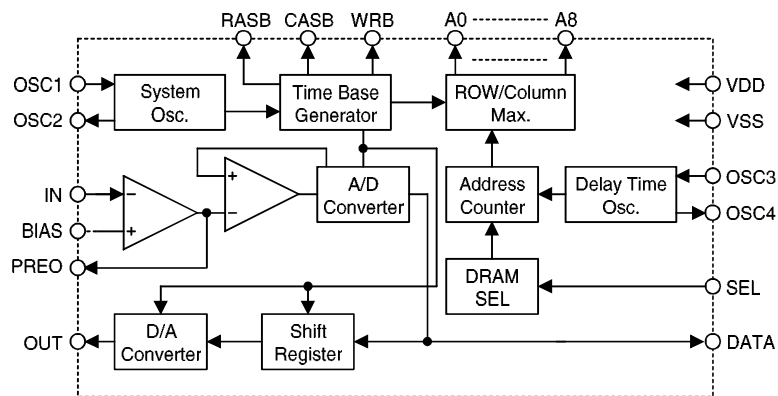 RASB CASB WRB A0 A8
OSC1
OSC2
System
Osc.
Time Base
Generator
ROW/Column
Max.
VDD
VSS
IN
BIAS
PREO
−
+
+
−
A/D
Converter
Address
Counter
Delay Time
Osc.
OSC3
OSC4
DRAM
SEL
SEL
OUT
D/A
Converter
Shift
Register
DATA